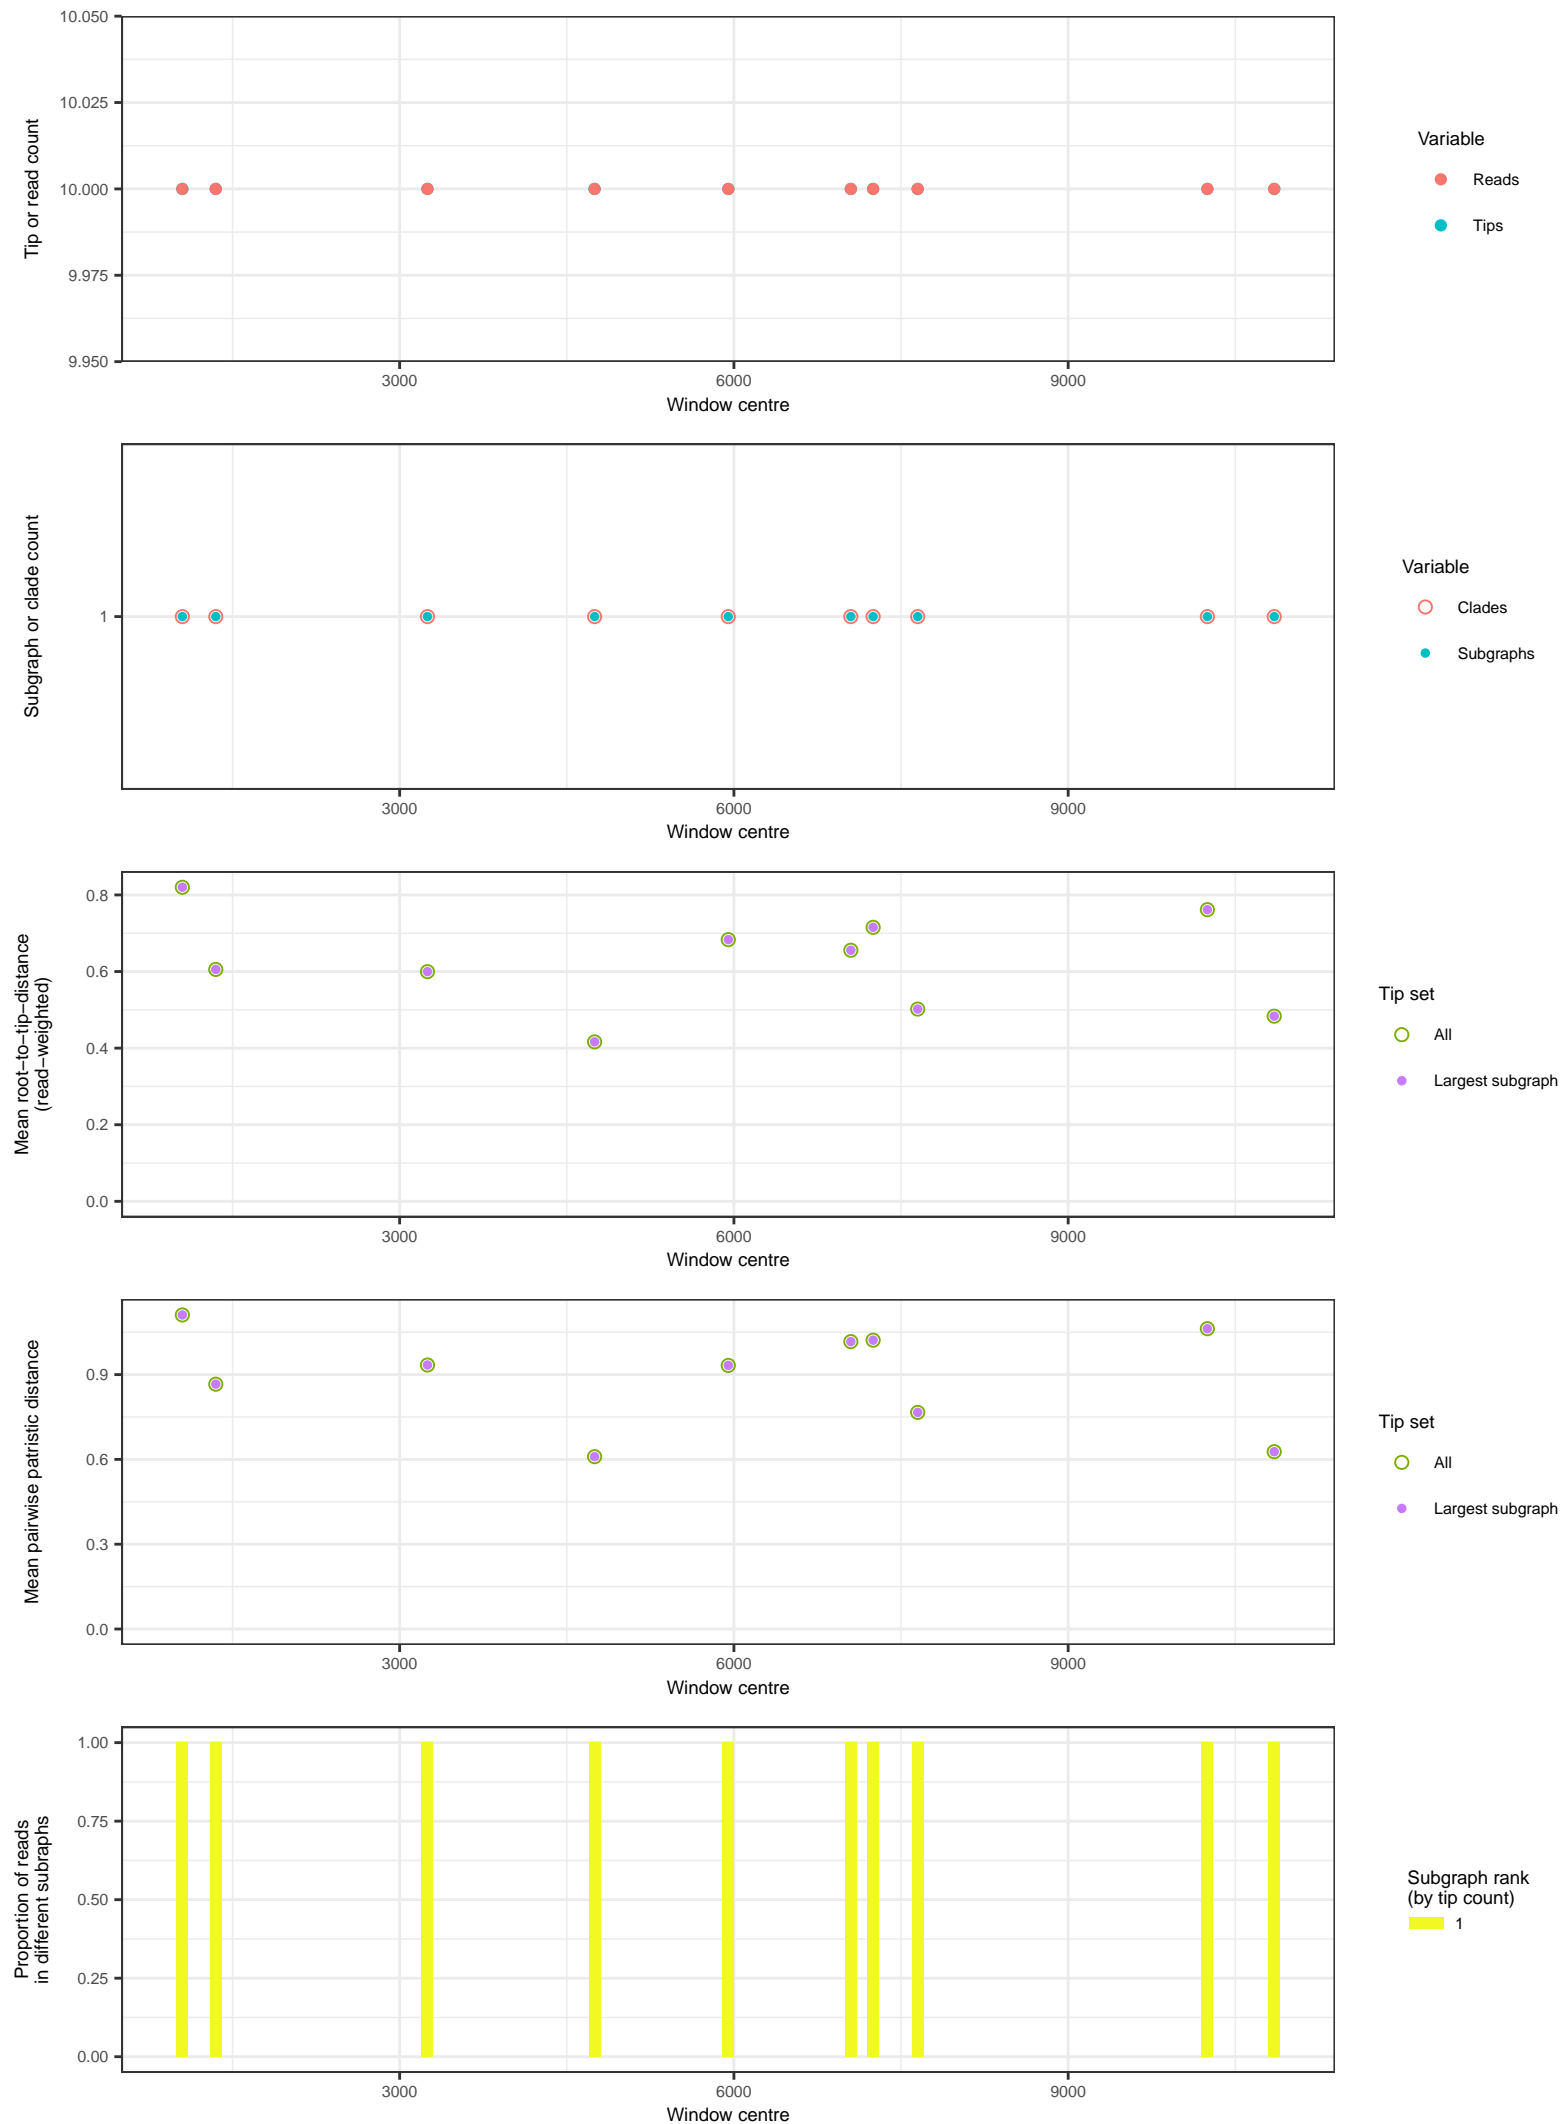 10.050
10.025
10.000
9.975
9.950
Tip or read count
3000 6000 9000
Window centre
Variable
Reads
Tips
1
Subgraph or clade count
3000 6000 9000
Window centre
Variable
Clades
Subgraphs
0.8
0.6
0.4
0.2
0.0
Mean root−to−tip−distance
(read−weighted)
3000 6000 9000
Window centre
Tip set
All
Largest subgraph
0.9
0.6
0.3
0.0
Mean pairwise patristic distance
3000 6000 9000
Window centre
Tip set
All
Largest subgraph
1.00
0.75
0.50
0.25
0.00
Proportion of reads
in different subraphs
3000 6000 9000
Window centre
Subgraph rank
(by tip count)
1